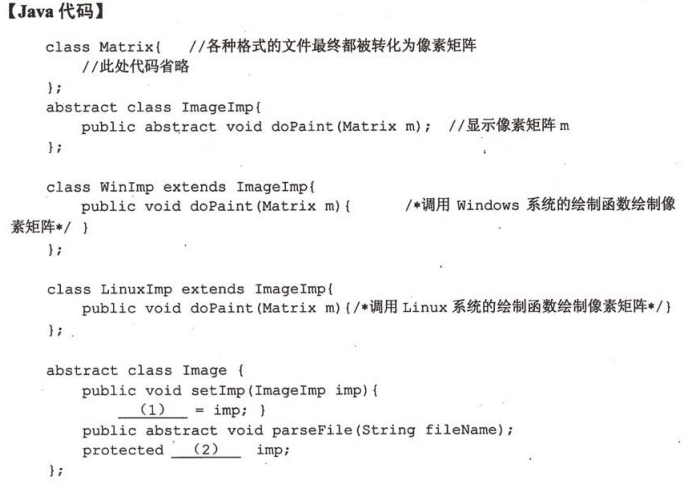 【Java 代码】
class Matrix{ //各种格式的文件最终都被转化为像素矩阵
//此处代码省略
};
abstract class ImageImp{
public abstract void doPaint(Matrix m); //显示像素矩阵 m
};
class WinImp extends ImageImp{
public void doPaint(Matrix m){ /*调用 Windows 系统的绘制函数绘制像
素矩阵*/ }
};
class LinuxImp extends ImageImp{
public void doPaint(Matrix m){/*调用 Linux 系统的绘制函数绘制像素矩阵*/}
};
abstract class Image {
public void setImp(ImageImp imp){
（1） = imp; }
public abstract void parseFile(String fileName);
protected （2） imp;
};